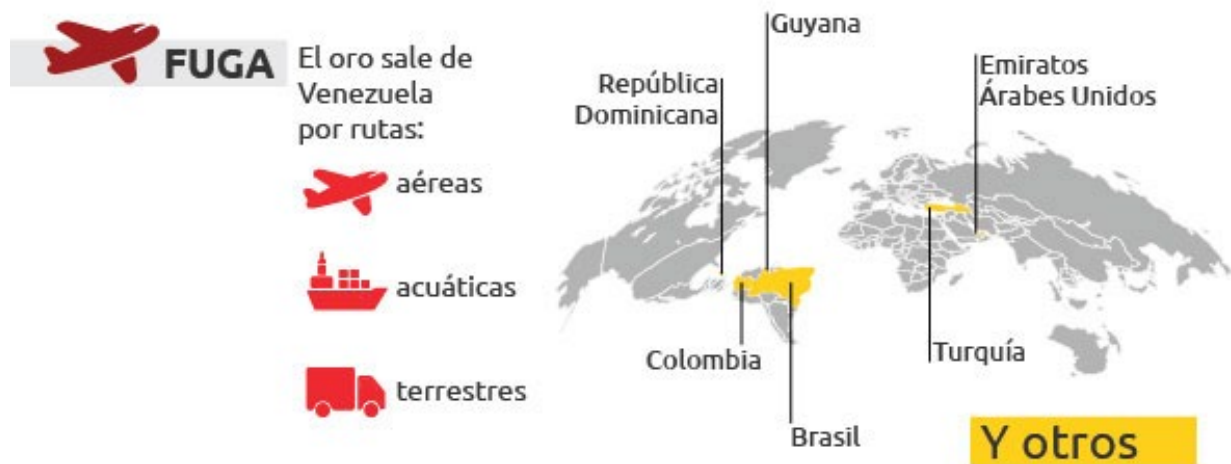 FUGA
El oro sale de
Venezuela
por rutas:
aéreas
acuáticas
terrestres
Guyana
República
Dominicana
Emiratos
Árabes Unidos
Colombia
Turquía
Brasil
Y otros